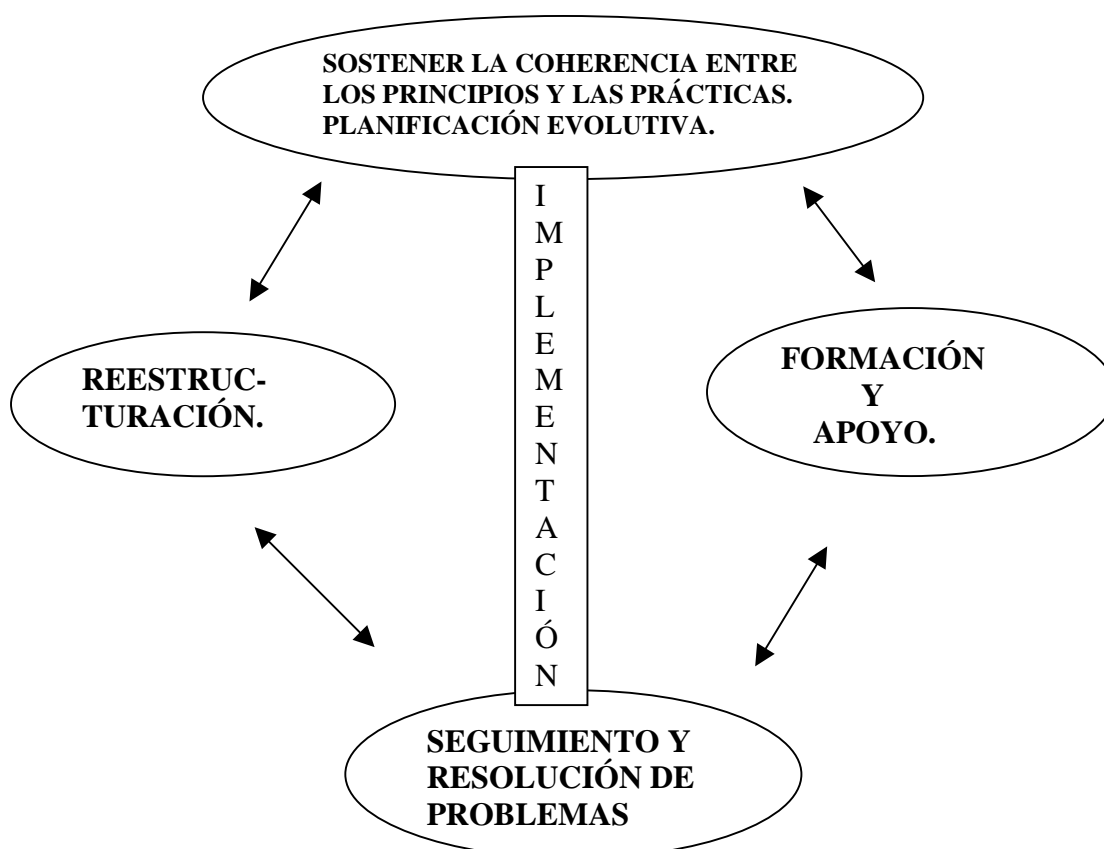 SOSTENER LA COHERENCIA ENTRE
LOS PRINCIPIOS Y LAS PRÁCTICAS.
PLANIFICACIÓN EVOLUTIVA.
I
M
P
L
E
M
E
N
T
A
C
I
Ó
N
REESTRUC-
TURACIÓN.
FORMACIÓN
Y
APOYO.
SEGUIMIENTO Y
RESOLUCIÓN DE
PROBLEMAS